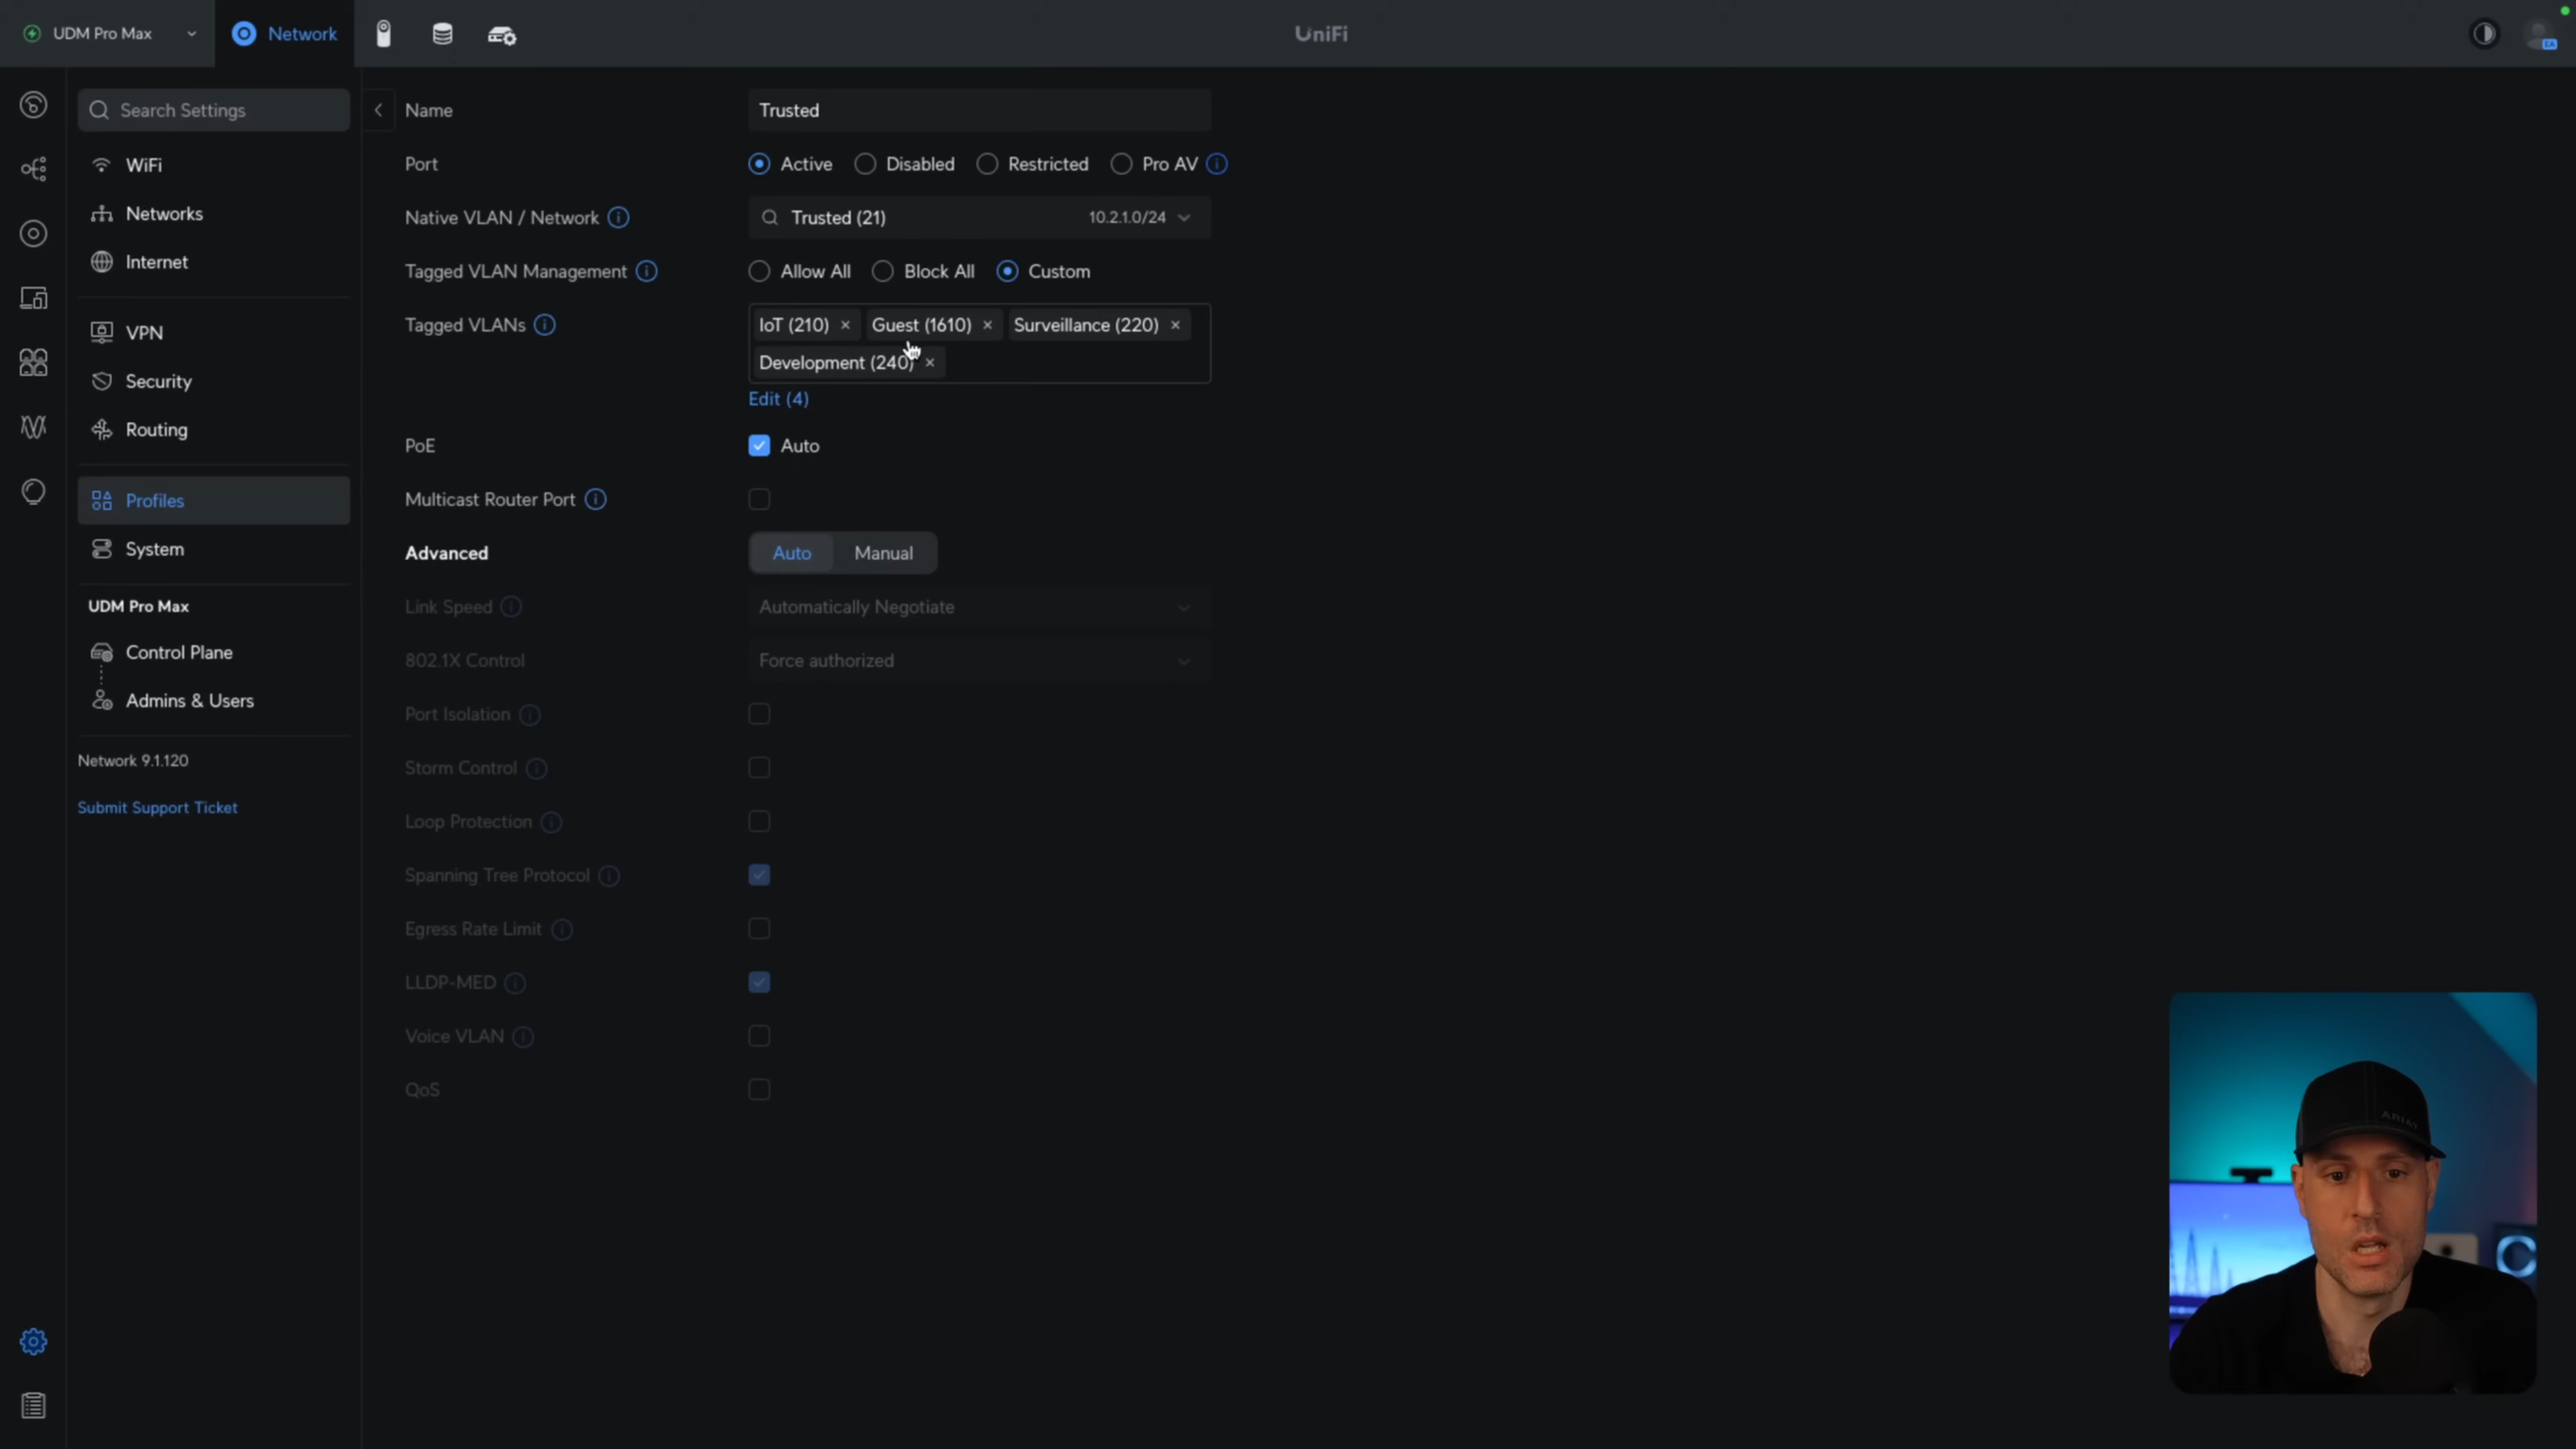 UDM Pro Max
Network
UniFi
EA
Search Settings
WiFi
Networks
Internet
VPN
Security
Routing
Profiles
System
UDM Pro Max
Control Plane
Admins & Users
Network 9.1.120
Submit Support Ticket
Name Trusted
Port Active Disabled Restricted Pro AV
Native VLAN / Network Trusted (21) 10.2.1.0/24
Tagged VLAN Management Allow All Block All Custom
Tagged VLANs IoT (210) Guest (1610) Surveillance (220)
Development (240)
Edit (4)
PoE Auto
Multicast Router Port
Advanced Auto Manual
Link Speed Automatically Negotiate
802.1X Control Force authorized
Port Isolation
Storm Control
Loop Protection
Spanning Tree Protocol
Egress Rate Limit
LLDP-MED
Voice VLAN
QoS
ARIAT